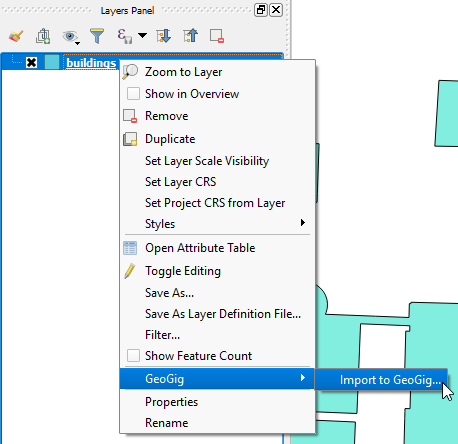 Layers Panel
buildings
Zoom to Layer
Show in Overview
Remove
Duplicate
Set Layer Scale Visibility
Set Layer CRS
Set Project CRS from Layer
Styles
Open Attribute Table
Toggle Editing
Save As...
Save As Layer Definition File...
Filter...
Show Feature Count
GeoGig
Import to GeoGig...
Properties
Rename